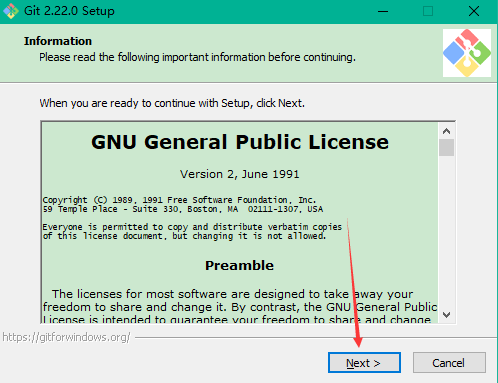 Git 2.22.0 Setup
Information
Please read the following important information before continuing.
When you are ready to continue with Setup, click Next.
GNU General Public License
Version 2, June 1991
Copyright (C) 1989, 1991 Free Software Foundation, Inc.
59 Temple Place - Suite 330, Boston, MA  02111-1307, USA
Everyone is permitted to copy and distribute verbatim copies
of this license document, but changing it is not allowed.
Preamble
The licenses for most software are designed to take away your
freedom to share and change it. By contrast, the GNU General Public
License is intended to guarantee your freedom to share and change
https://gitforwindows.org/
Next >
Cancel